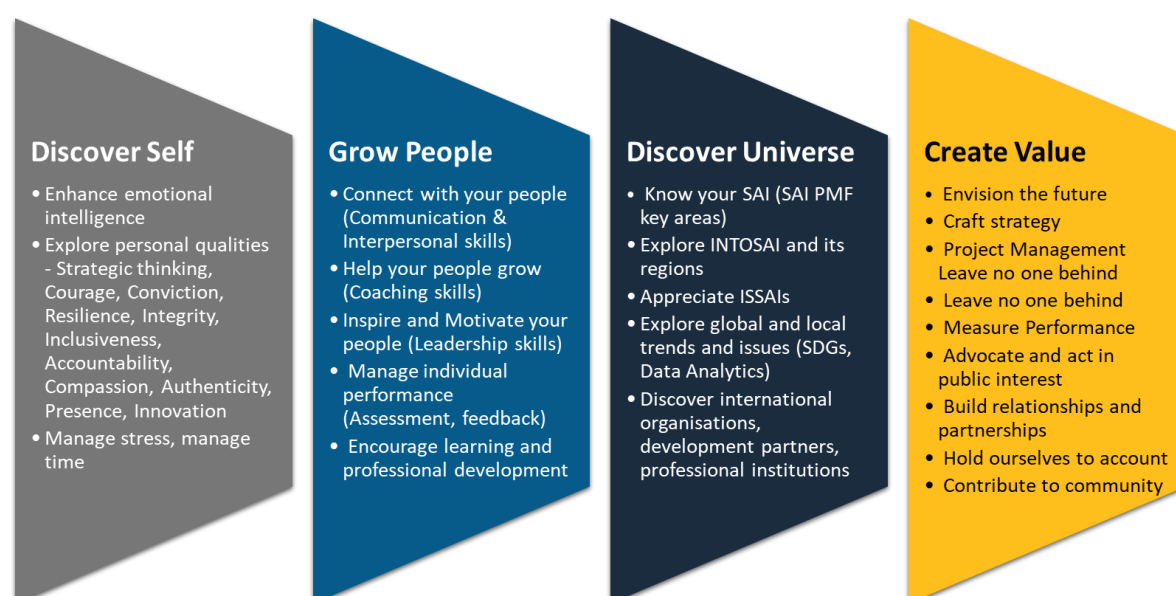 Discover Self
• Enhance emotional
intelligence
• Explore personal qualities
- Strategic thinking,
Courage, Conviction,
Resilience, Integrity,
Inclusiveness,
Accountability,
Compassion, Authenticity,
Presence, Innovation
• Manage stress, manage
time
Grow People
• Connect with your people
(Communication &
Interpersonal skills)
• Help your people grow
(Coaching skills)
• Inspire and Motivate your
people (Leadership skills)
• Manage individual
performance
(Assessment, feedback)
• Encourage learning and
professional development
Discover Universe
• Know your SAI (SAI PMF
key areas)
• Explore INTOSAI and its
regions
• Appreciate ISSAIs
• Explore global and local
trends and issues (SDGs,
Data Analytics)
• Discover international
organisations,
development partners,
professional institutions
Create Value
• Envision the future
• Craft strategy
• Project Management
Leave no one behind
• Leave no one behind
• Measure Performance
• Advocate and act in
public interest
• Build relationships and
partnerships
• Hold ourselves to account
• Contribute to community